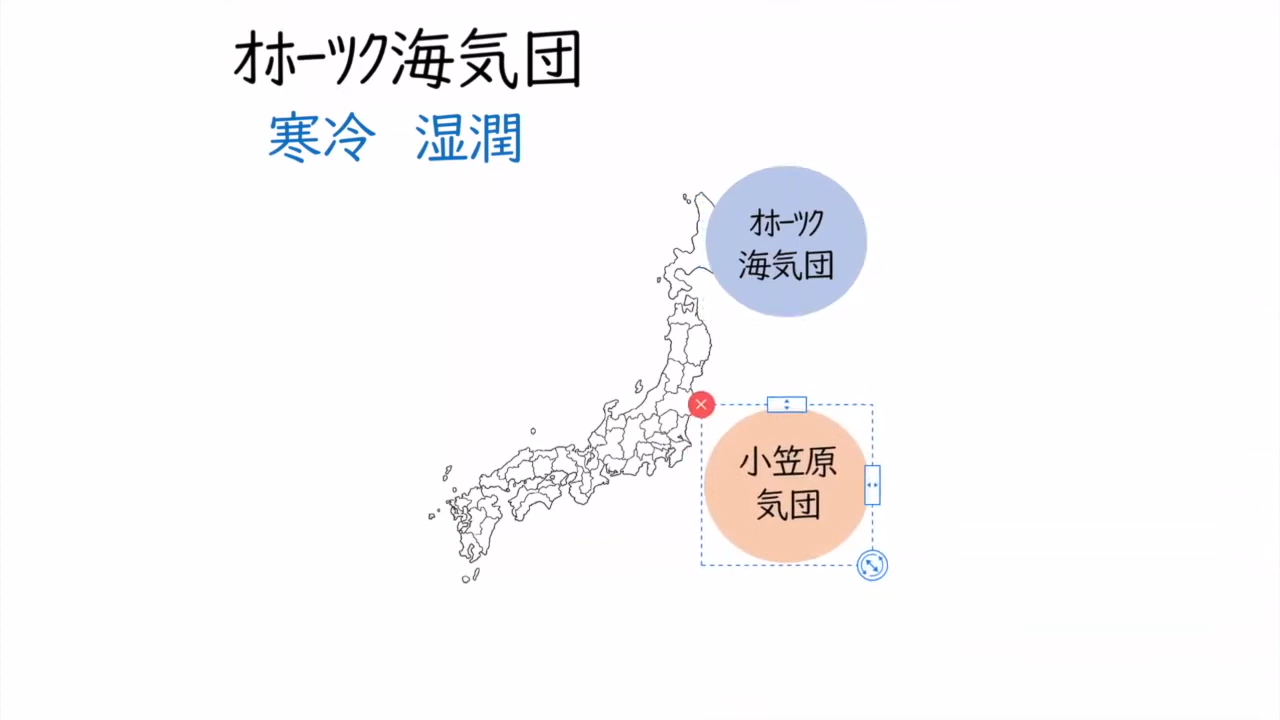 オホーツク海気団
寒冷 湿潤
オホーツク
海気団
小笠原
気団